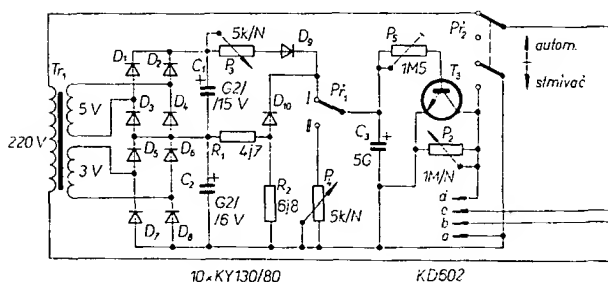 5k/N
D₉
P₅
Př₂
D₁
D₂
C₁
P₃
1M5
autom.
Tr₁
G2/
/15 V
D₁₀
Př₁
T₃
stmívač
5 V
D₃
D₄
I
II
220 V
D₅
D₆
R₁
4j7
C₃
P₂
3 V
C₂
5G
1M/N
G2/
/6 V
R₂
6j8
P₄
5k/N
d
c
b
a
D₇
D₈
10×KY130/80
KD602